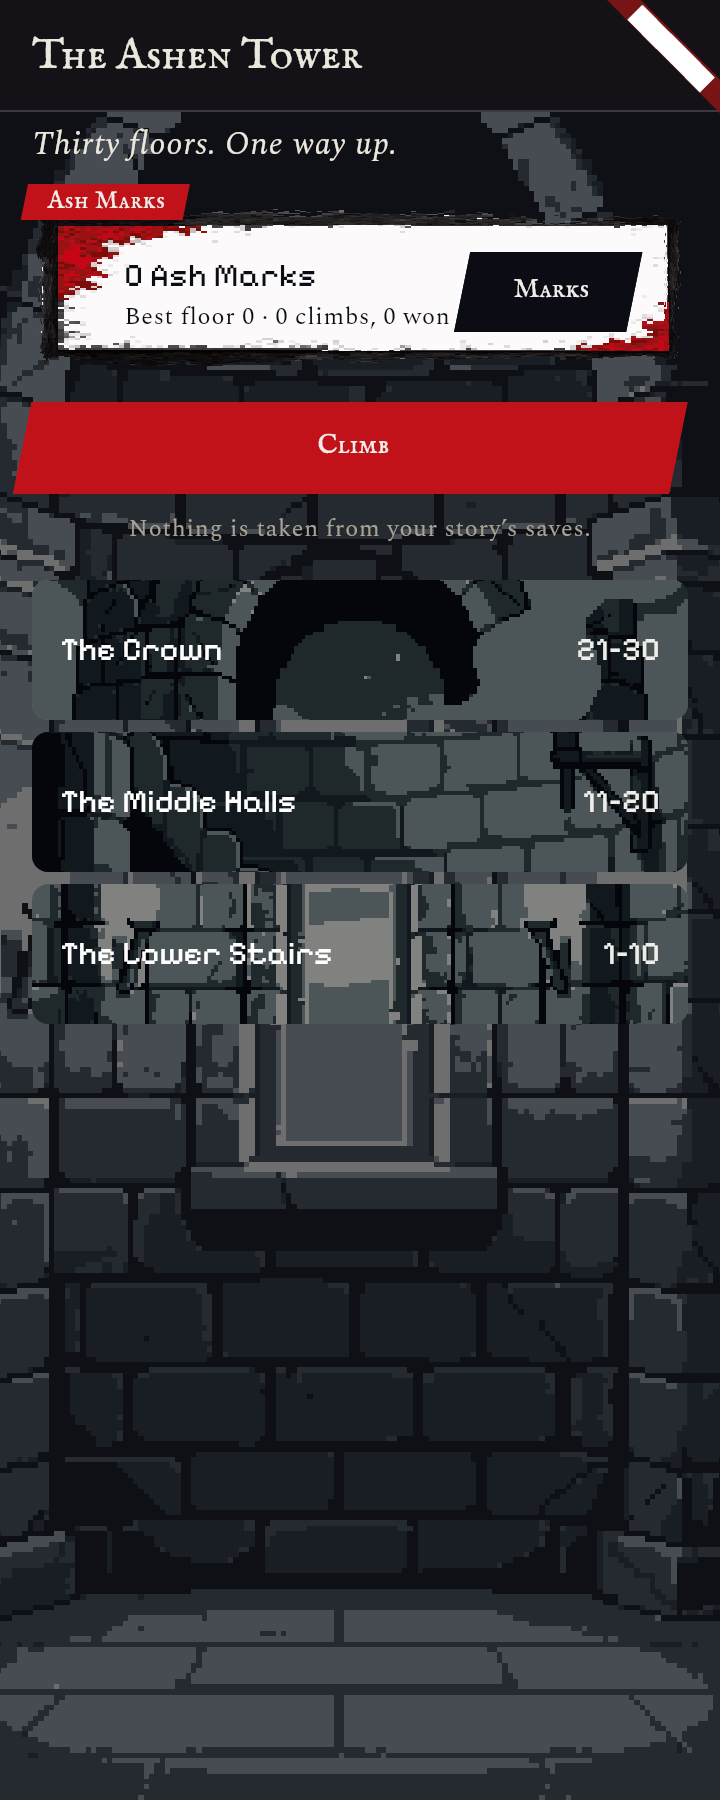 The Ashen Tower
Thirty floors. One way up.
Ash Marks
0 Ash Marks
Best floor 0 · 0 climbs, 0 won
Marks
Climb
Nothing is taken from your story's saves.
The Crown 21-30
The Middle Halls 11-20
The Lower Stairs 1-10